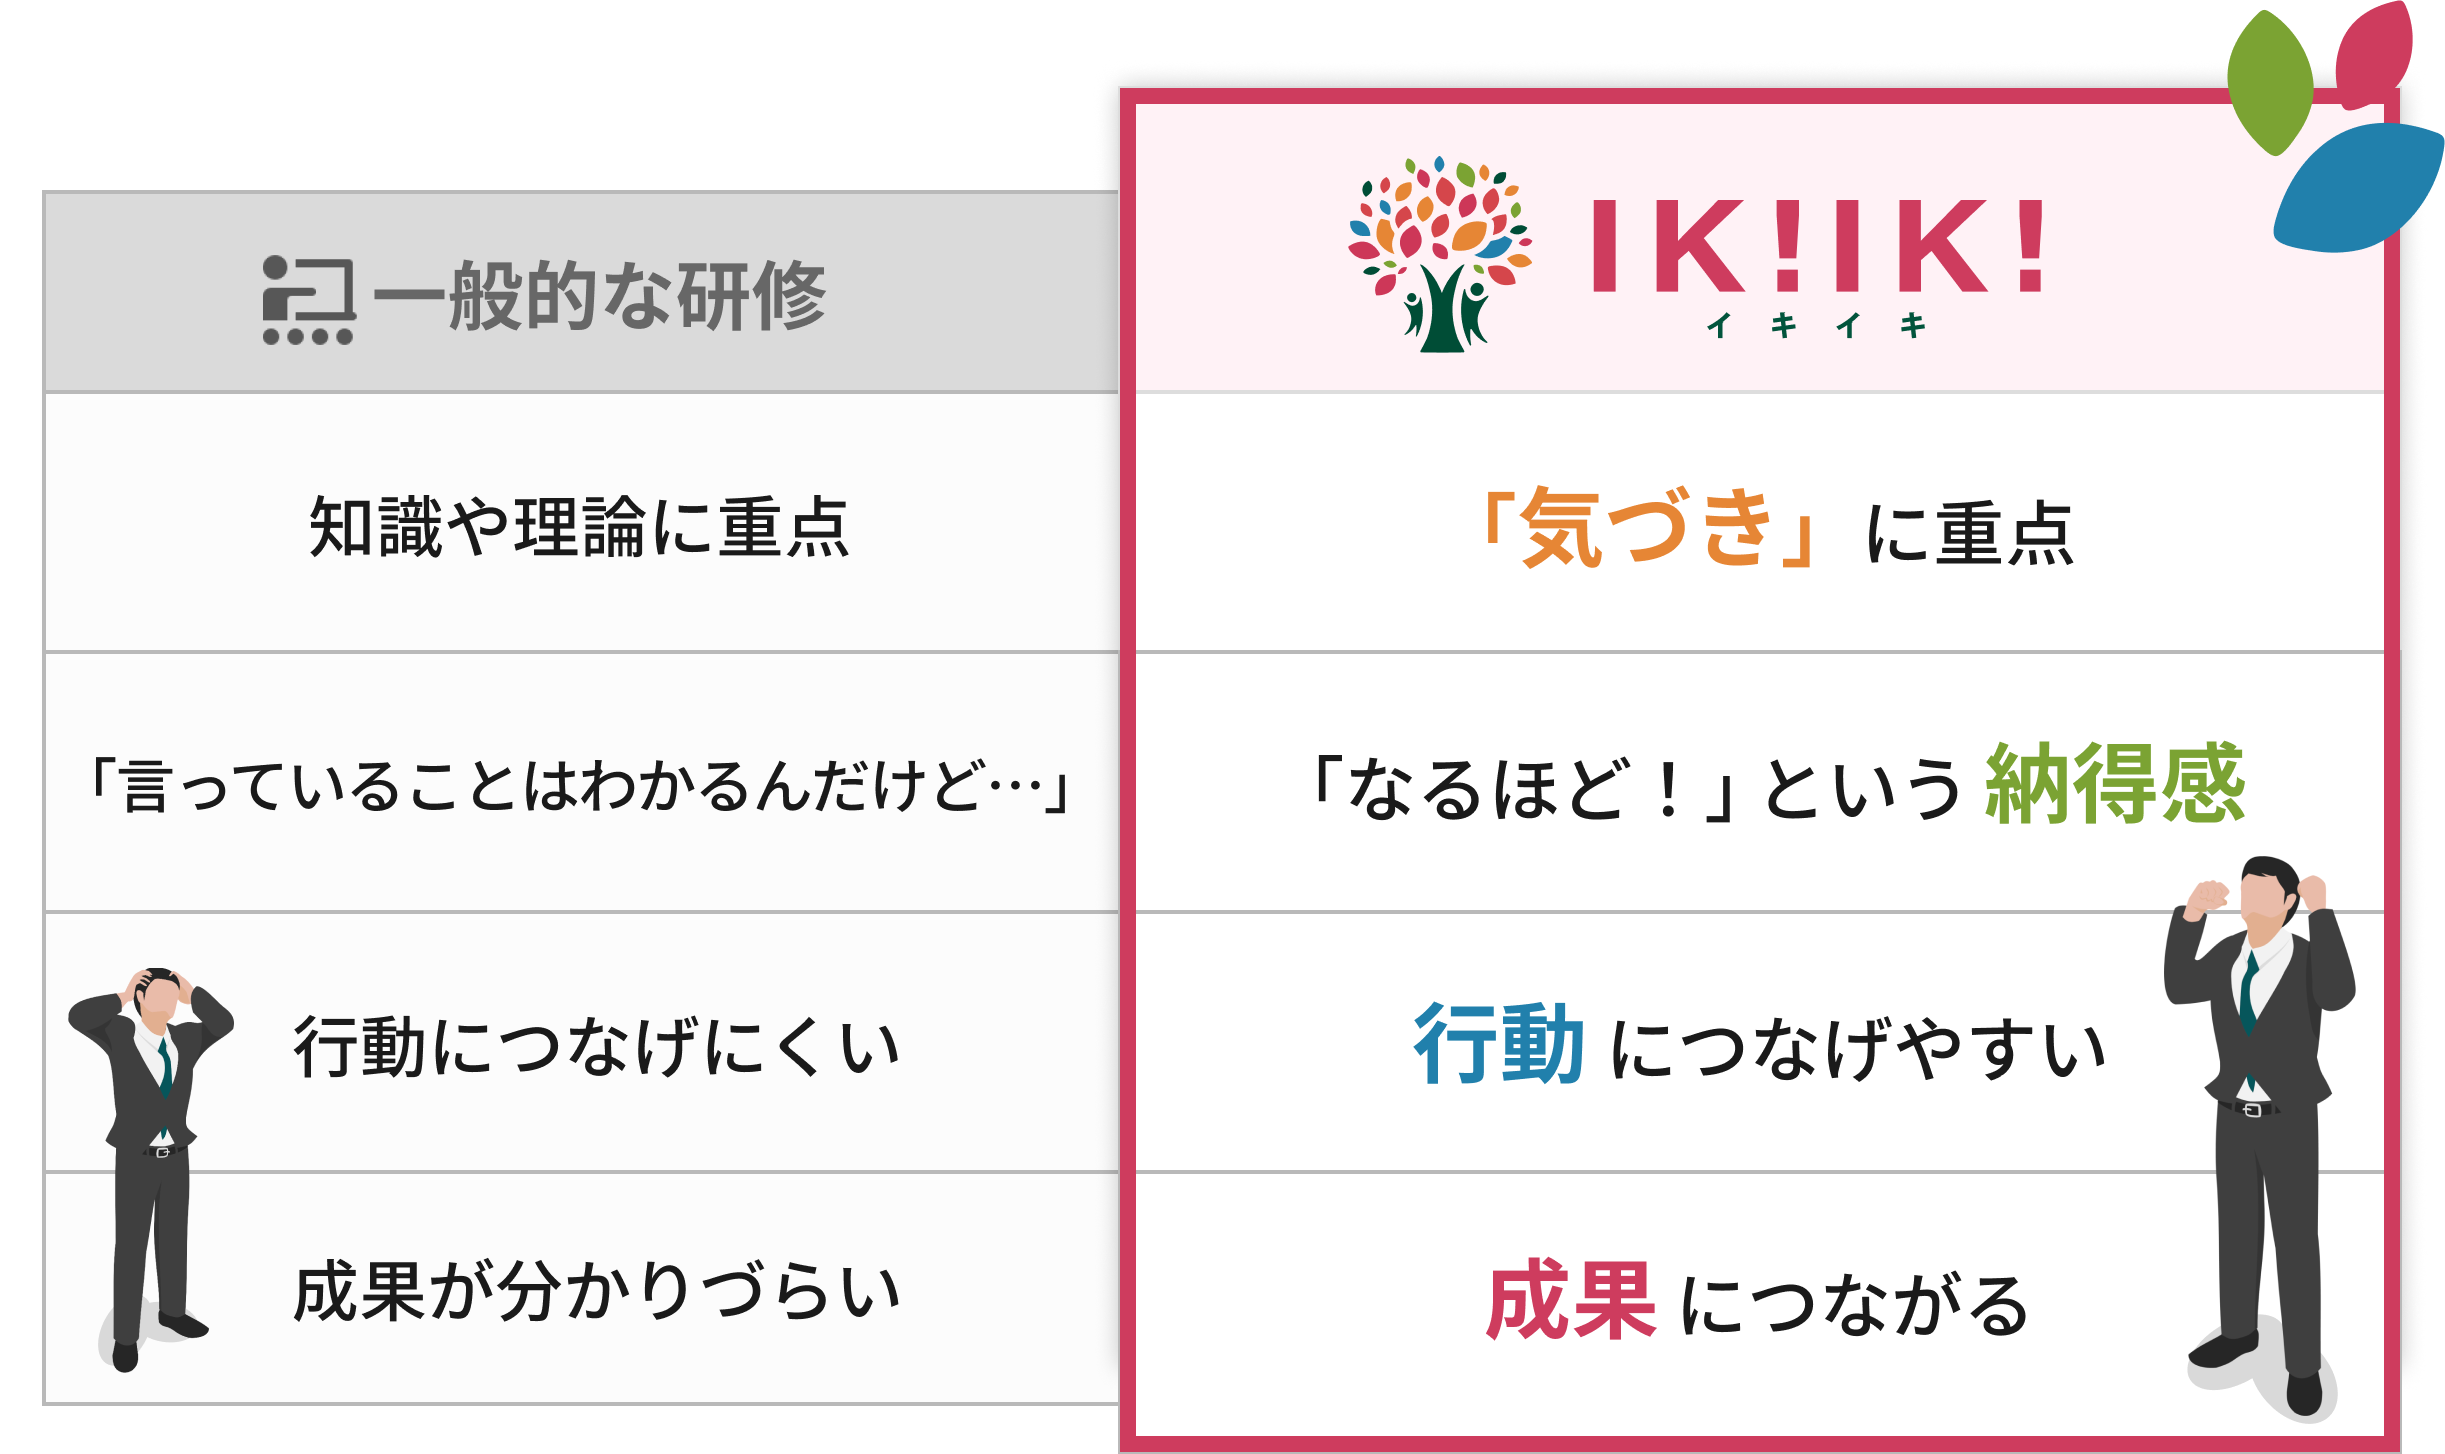 一般的な研修
IK!IK!
イキイキ
知識や理論に重点
「気づき」に重点
「言っていることはわかるんだけど…」
「なるほど！」という納得感
行動につなげにくい
行動につなげやすい
成果が分かりづらい
成果につながる